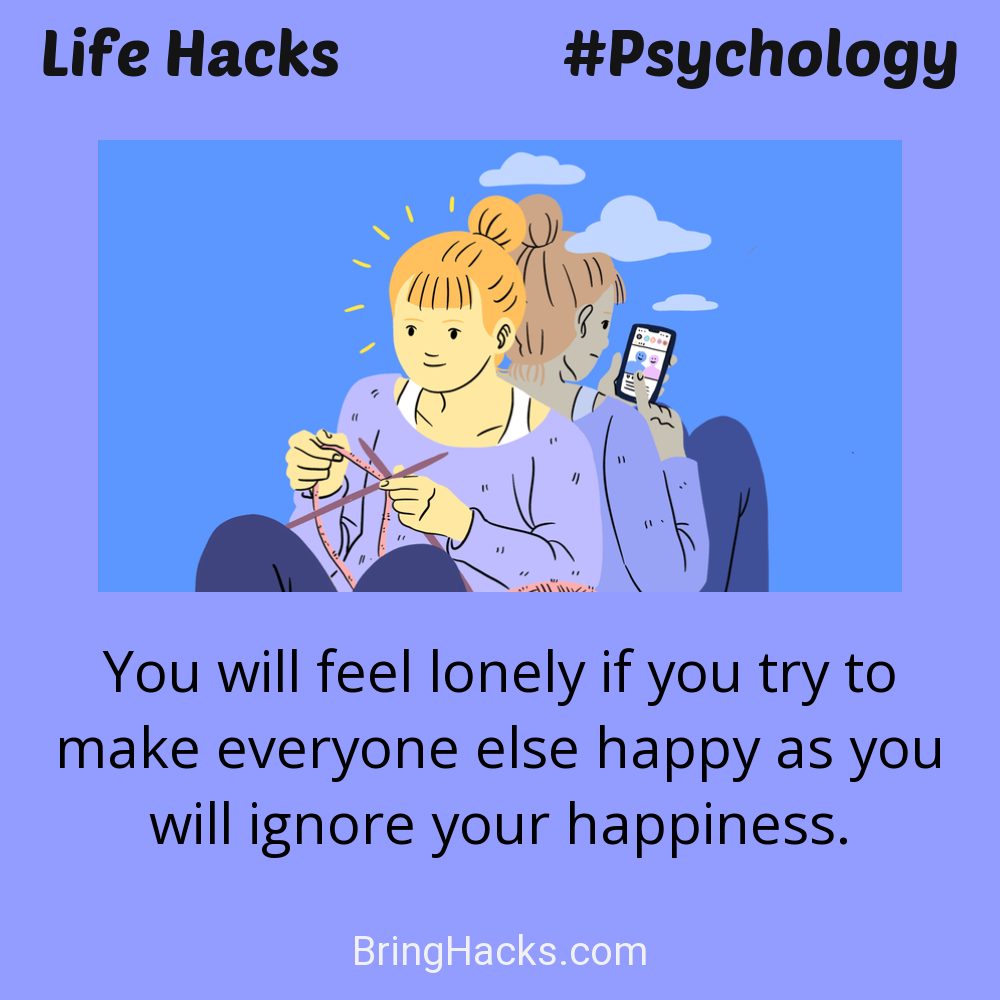 Life Hacks #Psychology
You will feel lonely if you try to
make everyone else happy as you
will ignore your happiness.
BringHacks.com